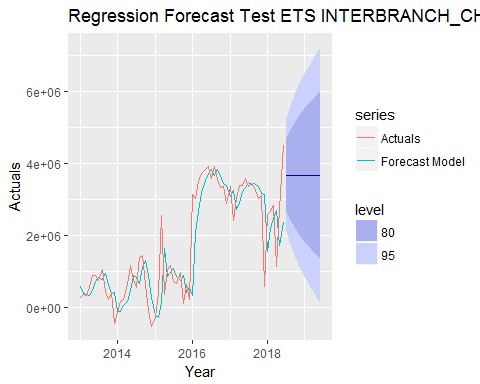 Regression Forecast Test ETS INTERBRANCH_CH
6e+06
4e+06
2e+06
0e+00
Actuals
2014
2016
2018
Year
series
Actuals
Forecast Model
level
80
95